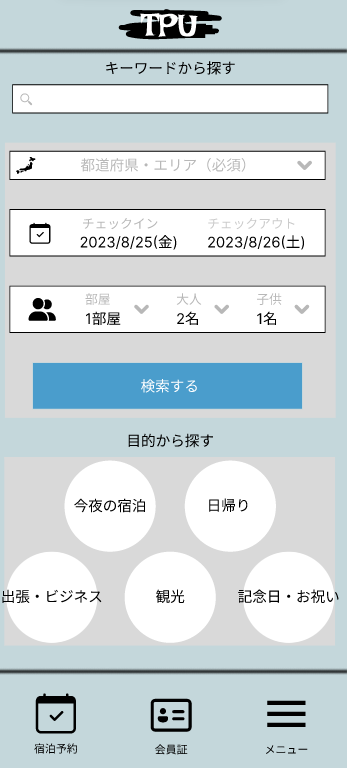 TPU
キーワードから探す
都道府県・エリア（必須）
チェックイン チェックアウト
2023/8/25(金) 2023/8/26(土)
部屋 大人 子供
1部屋 2名 1名
検索する
目的から探す
今夜の宿泊 日帰り
出張・ビジネス 観光 記念日・お祝い
宿泊予約 会員証 メニュー